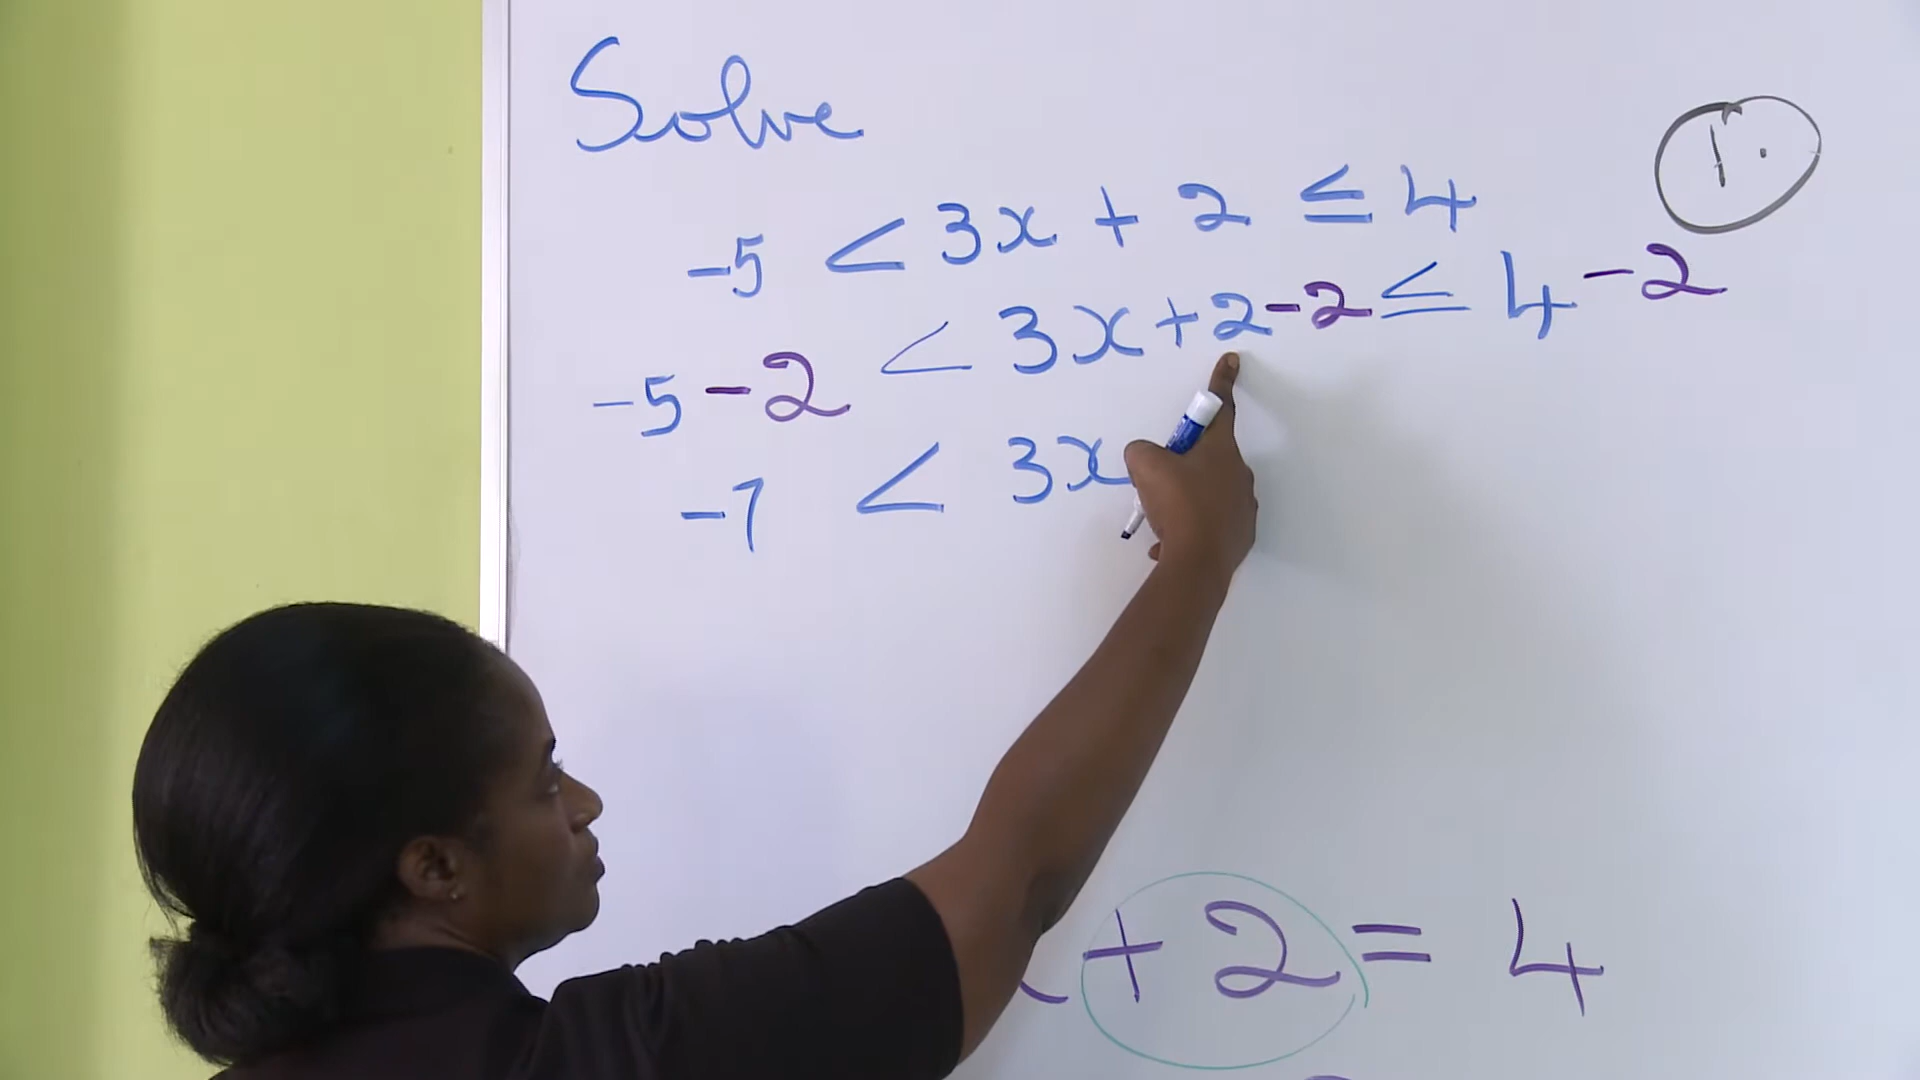 Solve
1.
-5 < 3x + 2 ≤ 4
-5 -2 < 3x+2-2 ≤ 4 -2
-7 < 3x
+ 2 = 4